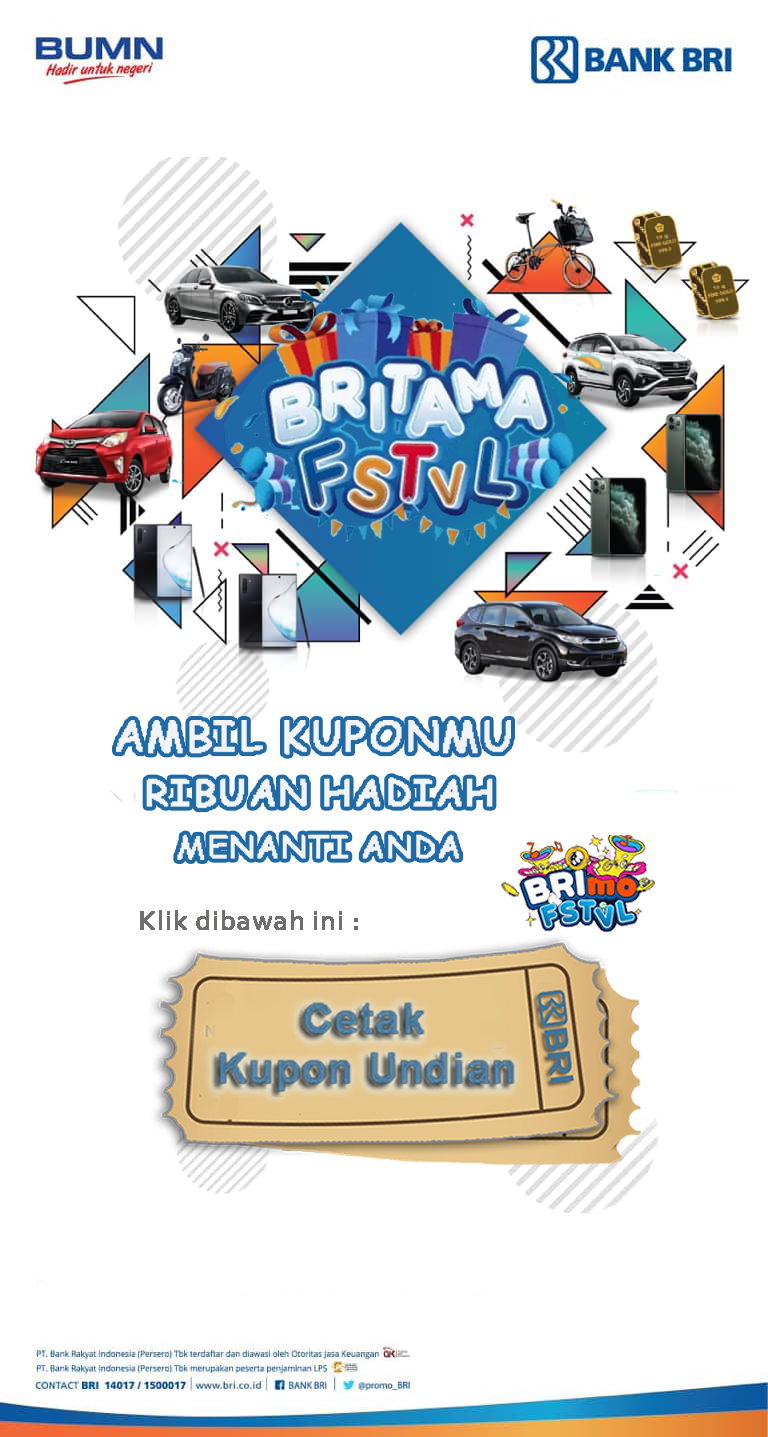 BUMN
Hadir untuk negeri
BANK BRI
BRITAMA
FSTVL
AMBIL KUPONMU
RIBUAN HADIAH
MENANTI ANDA
BRImo
FSTVL
Klik dibawah ini :
Cetak
Kupon Undian
BRI
PT. Bank Rakyat Indonesia (Persero) Tbk terdaftar dan diawasi oleh Otoritas Jasa Keuangan
PT. Bank Rakyat Indonesia (Persero) Tbk merupakan peserta penjaminan LPS
CONTACT BRI 14017 / 1500017 | www.bri.co.id | BANK BRI | @promo_BRI